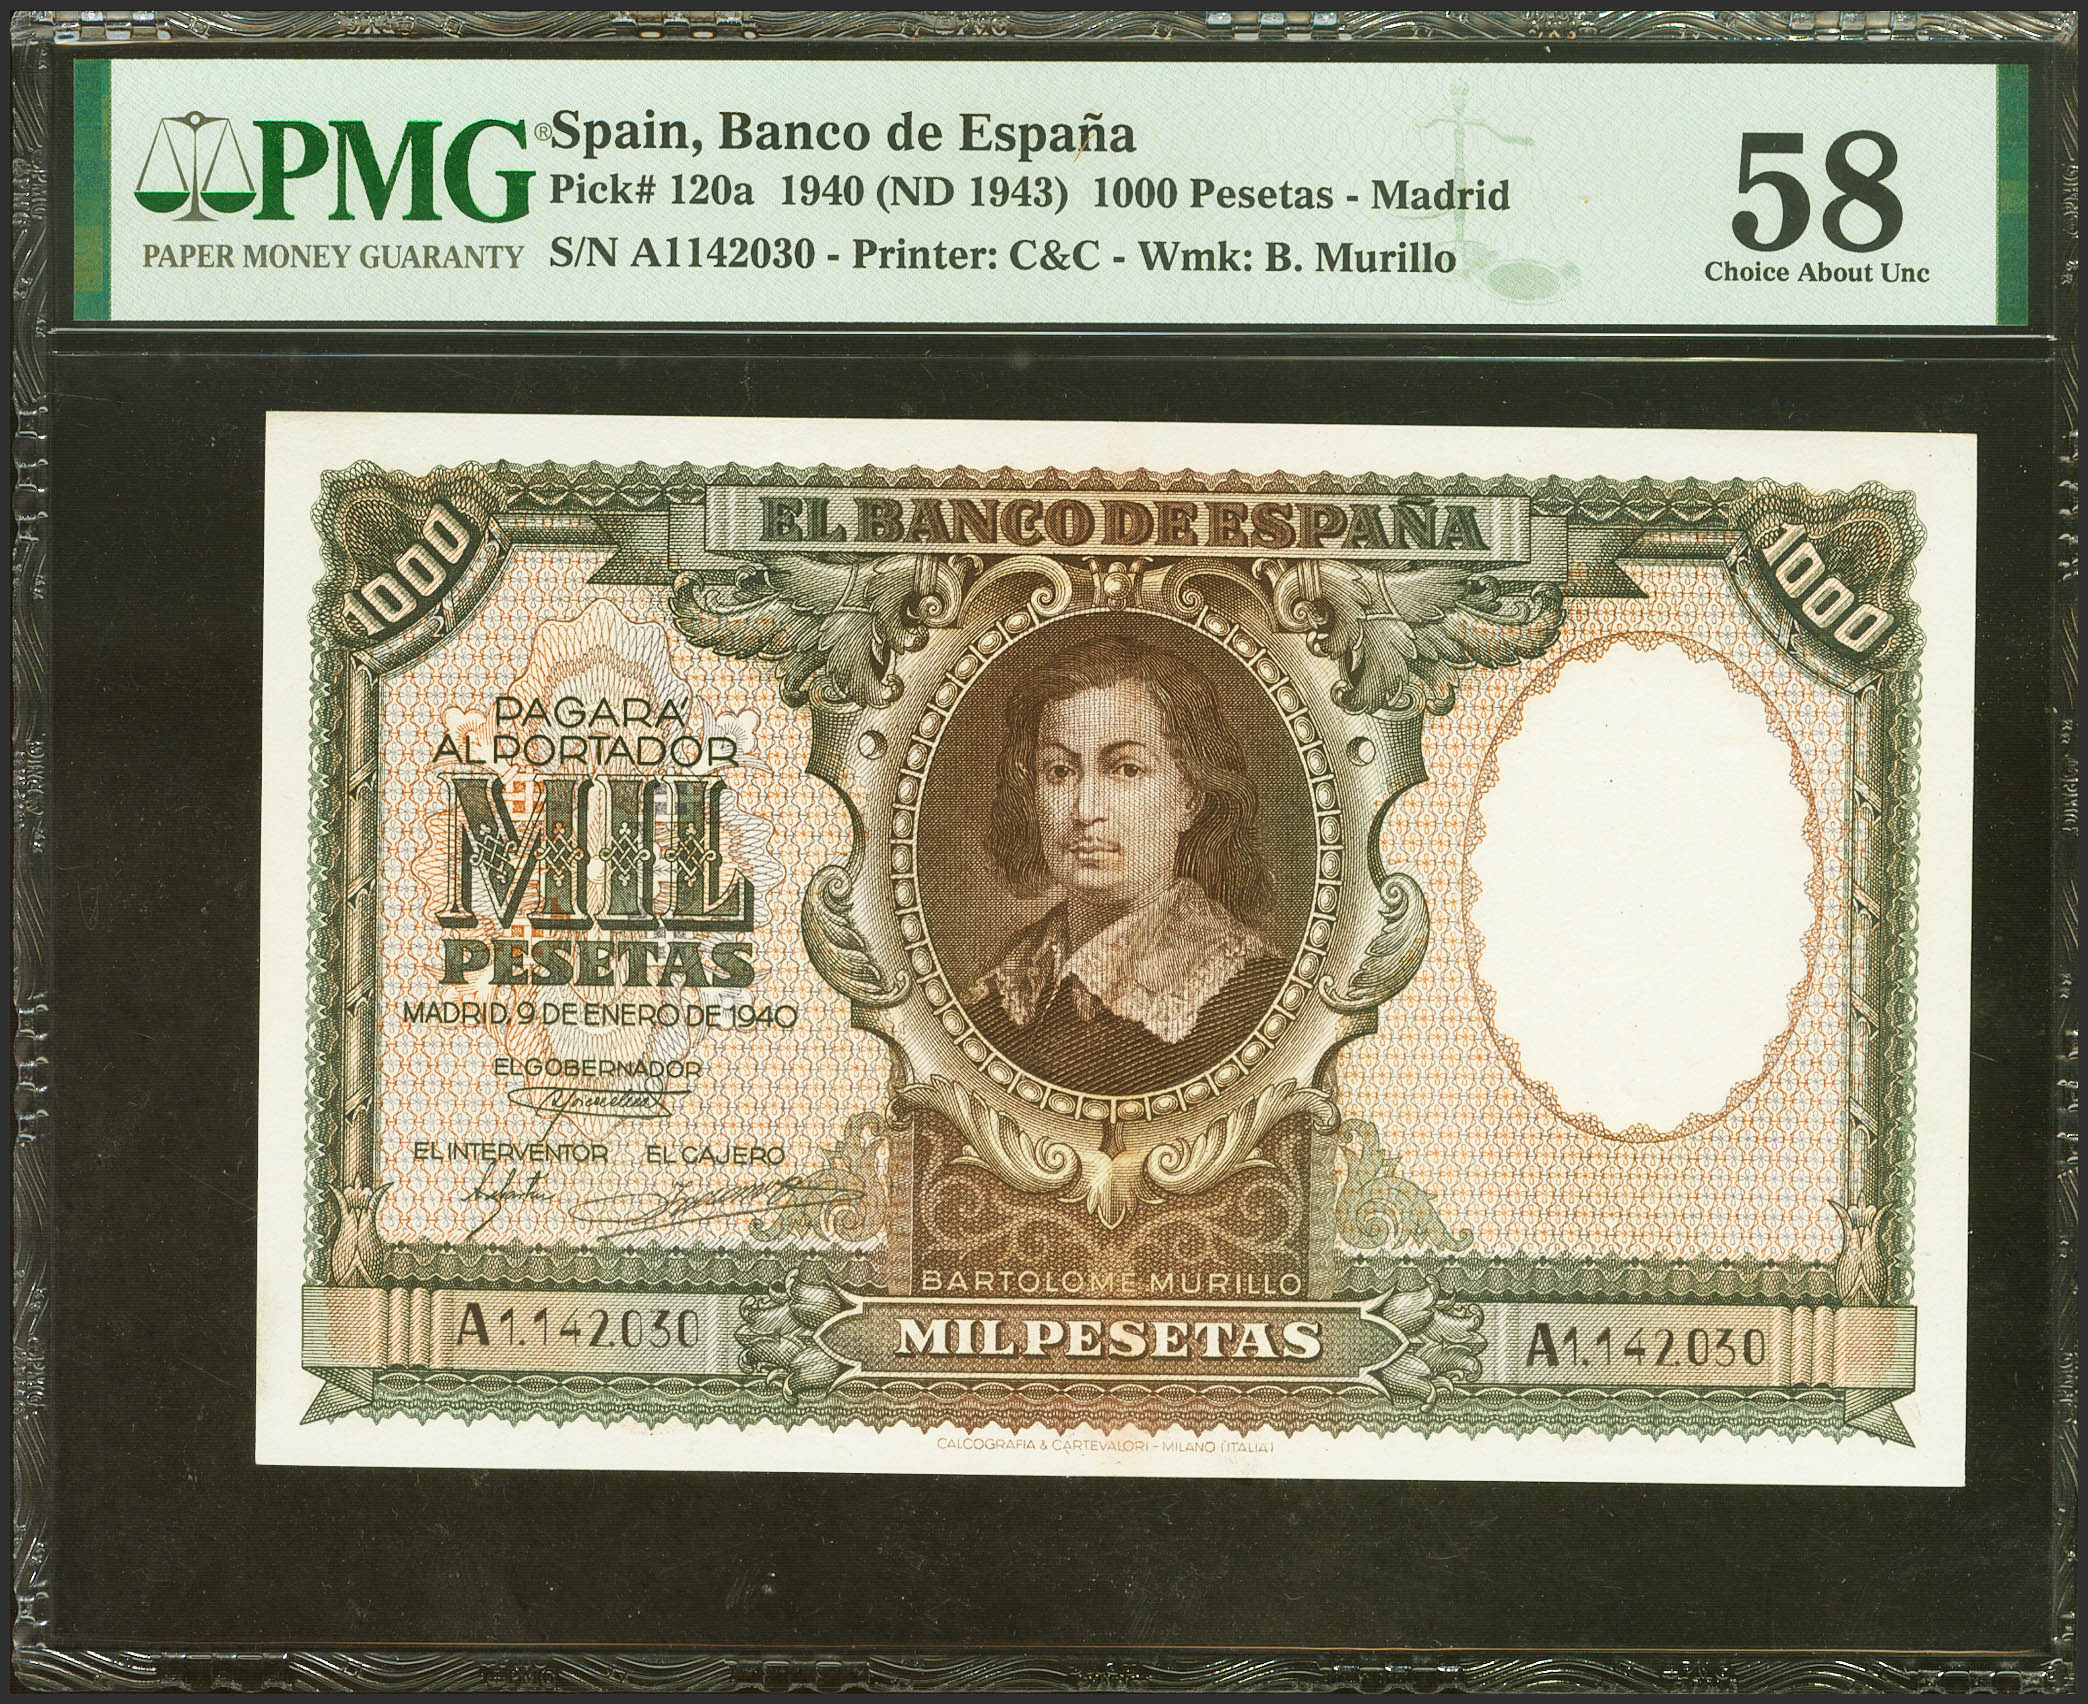 PMG®
PAPER MONEY GUARANTY
Spain, Banco de España
Pick# 120a 1940 (ND 1943) 1000 Pesetas - Madrid
S/N A1142030 - Printer: C&C - Wmk: B. Murillo
58
Choice About Unc
1000
EL BANCO DE ESPAÑA
1000
PAGARÁ
AL PORTADOR
MIL
PESETAS
MADRID, 9 DE ENERO DE 1940
EL GOBERNADOR
EL INTERVENTOR EL CAJERO
BARTOLOME MURILLO
A1.142.030
MIL PESETAS
A1.142.030
CALCOGRAFIA & CARTEVALORI - MILANO (ITALIA)